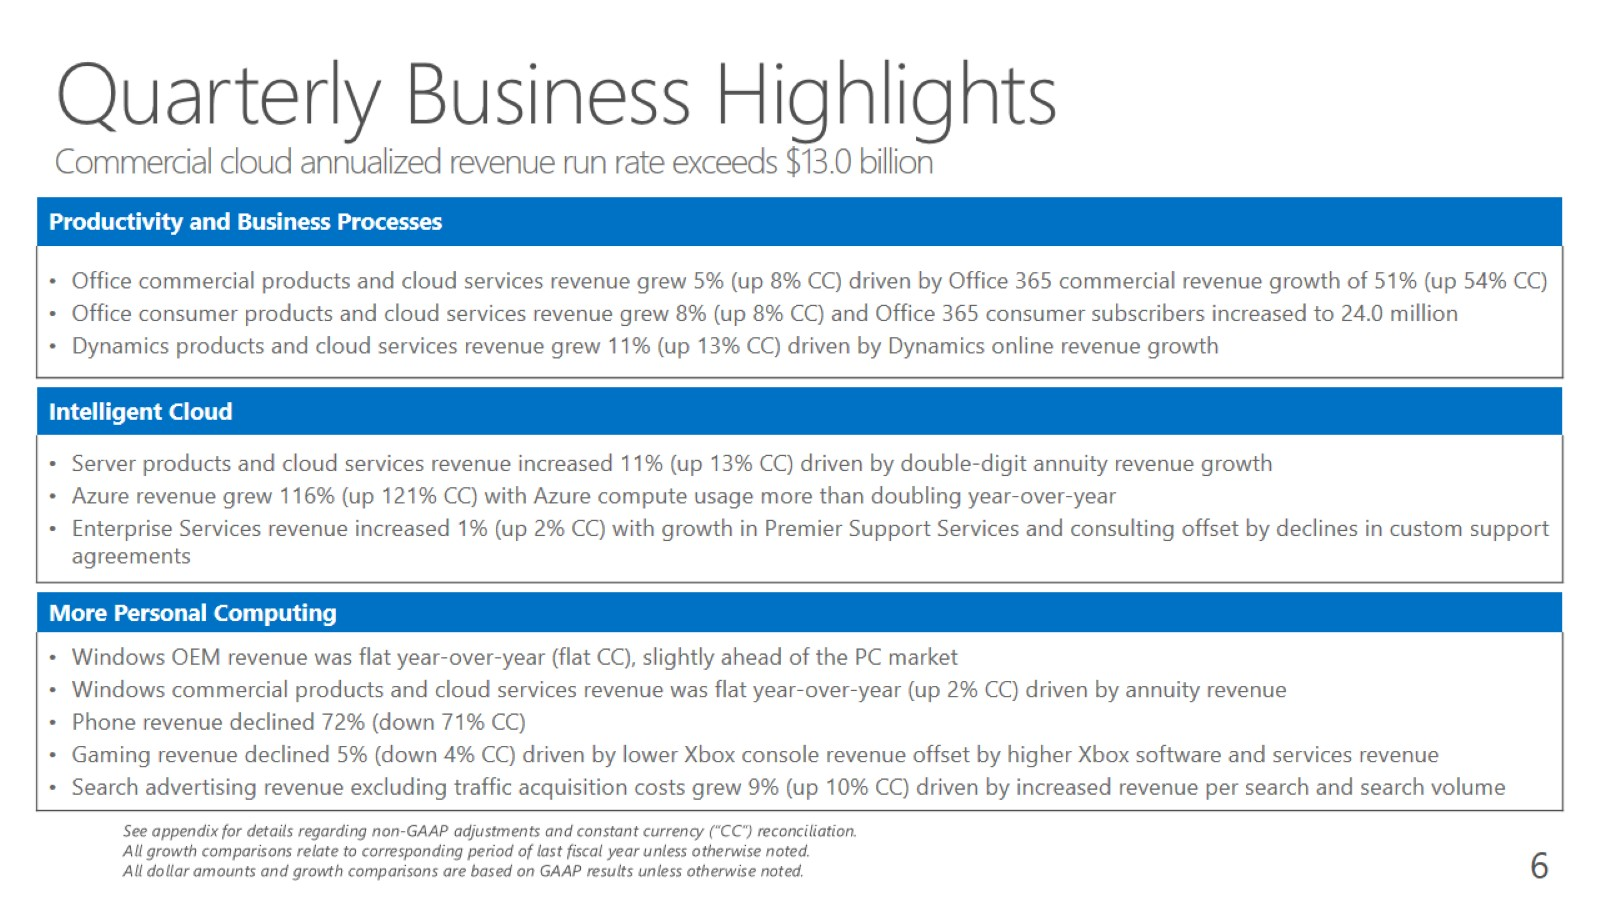 Quarterly Business Highlights
Commercial cloud annualized revenue run rate exceeds $13.0 billion
Productivity and Business Processes
• Office commercial products and cloud services revenue grew 5% (up 8% CC) driven by Office 365 commercial revenue growth of 51% (up 54% CC)
• Office consumer products and cloud services revenue grew 8% (up 8% CC) and Office 365 consumer subscribers increased to 24.0 million
• Dynamics products and cloud services revenue grew 11% (up 13% CC) driven by Dynamics online revenue growth
Intelligent Cloud
• Server products and cloud services revenue increased 11% (up 13% CC) driven by double-digit annuity revenue growth
• Azure revenue grew 116% (up 121% CC) with Azure compute usage more than doubling year-over-year
• Enterprise Services revenue increased 1% (up 2% CC) with growth in Premier Support Services and consulting offset by declines in custom support
agreements
More Personal Computing
• Windows OEM revenue was flat year-over-year (flat CC), slightly ahead of the PC market
• Windows commercial products and cloud services revenue was flat year-over-year (up 2% CC) driven by annuity revenue
• Phone revenue declined 72% (down 71% CC)
• Gaming revenue declined 5% (down 4% CC) driven by lower Xbox console revenue offset by higher Xbox software and services revenue
• Search advertising revenue excluding traffic acquisition costs grew 9% (up 10% CC) driven by increased revenue per search and search volume
See appendix for details regarding non-GAAP adjustments and constant currency ("CC") reconciliation.
All growth comparisons relate to corresponding period of last fiscal year unless otherwise noted.
All dollar amounts and growth comparisons are based on GAAP results unless otherwise noted.
6